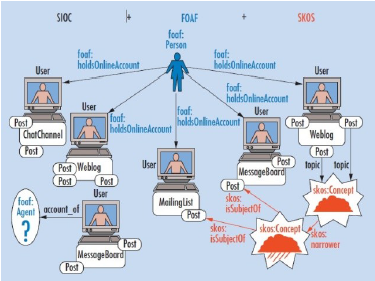 SIOC + FOAF + SKOS
foaf:
Person
foaf:
holdsOnlineAccount
foaf:
holdsOnlineAccount
User
Post
ChatChannel
Post
User
foaf:
holdsOnlineAccount
Weblog
Post
Post
Post
foaf:
holdsOnlineAccount
User
MailingList
Post
foaf:
holdsOnlineAccount
User
MessageBoard
Post
User
Post
Weblog
Post
topic
topic
skos:Concept
skos:
isSubjectOf
skos:
isSubjectOf
skos:Concept
skos:
narrower
foaf:
Agent
?
account_of
User
Post
MessageBoard
Post